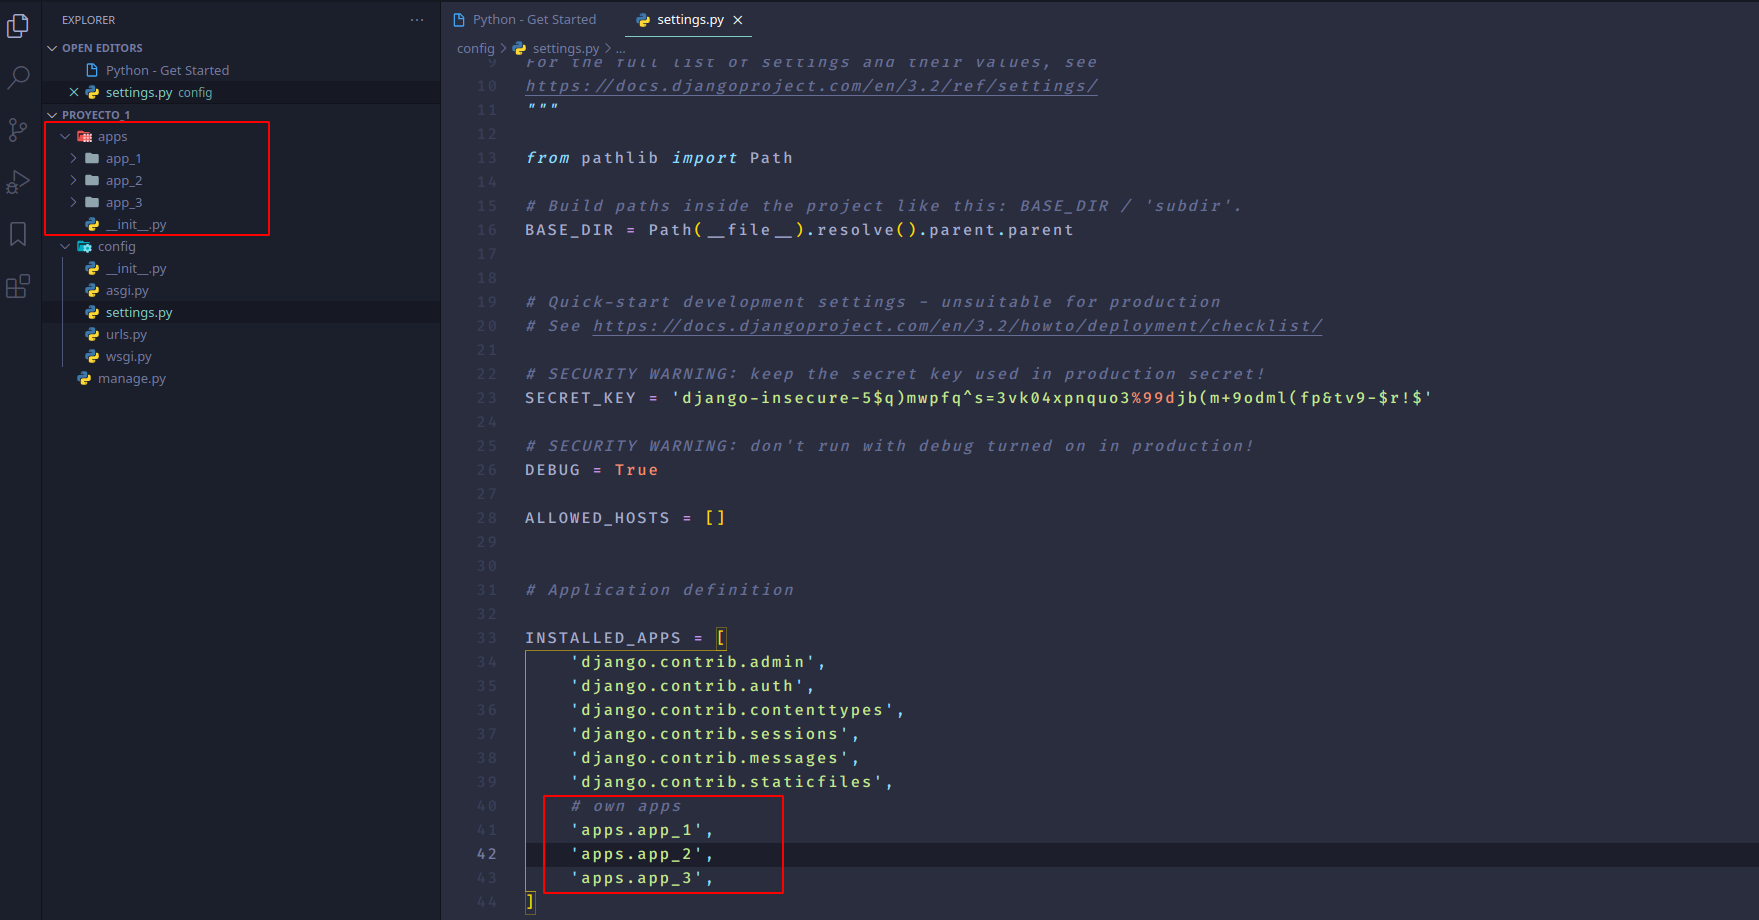 EXPLORER
OPEN EDITORS
Python - Get Started
settings.py config
PROYECTO_1
apps
app_1
app_2
app_3
__init__.py
config
__init__.py
asgi.py
settings.py
urls.py
wsgi.py
manage.py
Python - Get Started
settings.py
config > settings.py > ...
9 For the full list of settings and their values, see
10 https://docs.djangoproject.com/en/3.2/ref/settings/
11 """
12
13 from pathlib import Path
14
15 # Build paths inside the project like this: BASE_DIR / 'subdir'.
16 BASE_DIR = Path(__file__).resolve().parent.parent
17
18
19 # Quick-start development settings - unsuitable for production
20 # See https://docs.djangoproject.com/en/3.2/howto/deployment/checklist/
21
22 # SECURITY WARNING: keep the secret key used in production secret!
23 SECRET_KEY = 'django-insecure-5$q)mwpfq^s=3vk04xpnquo3%99djb(m+9odml(fp&tv9-$r!$'
24
25 # SECURITY WARNING: don't run with debug turned on in production!
26 DEBUG = True
27
28 ALLOWED_HOSTS = []
29
30
31 # Application definition
32
33 INSTALLED_APPS = [
34 'django.contrib.admin',
35 'django.contrib.auth',
36 'django.contrib.contenttypes',
37 'django.contrib.sessions',
38 'django.contrib.messages',
39 'django.contrib.staticfiles',
40 # own apps
41 'apps.app_1',
42 'apps.app_2',
43 'apps.app_3',
44 ]